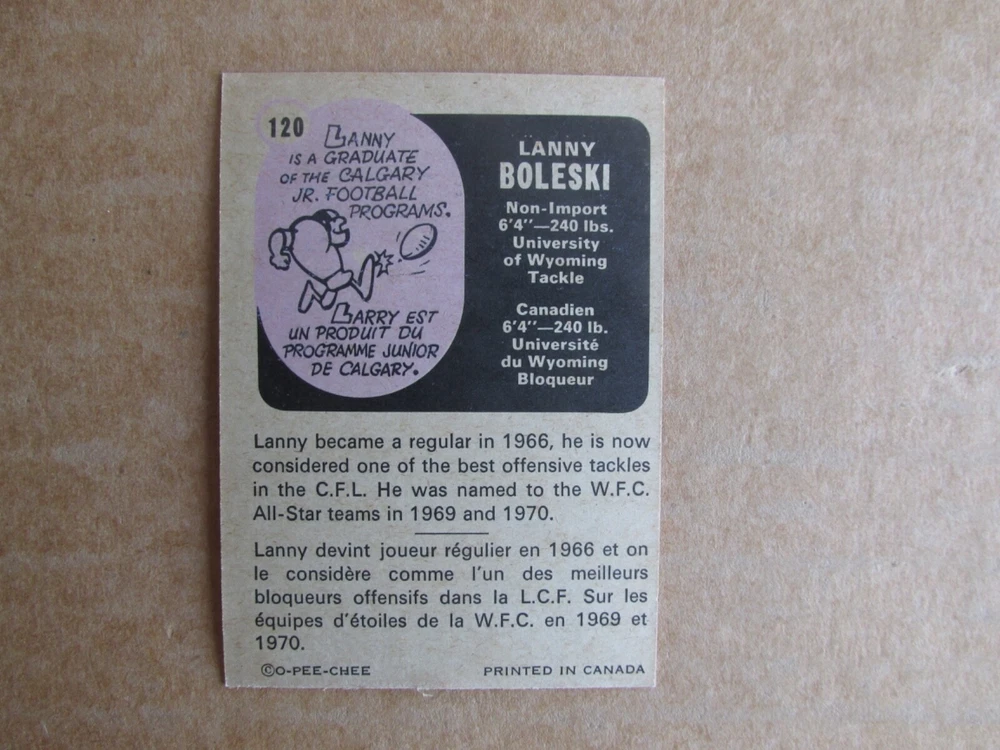 120
LANNY
IS A GRADUATE
OF THE CALGARY
JR. FOOTBALL
PROGRAMS.
LARRY EST
UN PRODUIT DU
PROGRAMME JUNIOR
DE CALGARY.
LANNY
BOLESKI
Non-Import
6'4"—240 lbs.
University
of Wyoming
Tackle
Canadien
6'4"—240 lb.
Université
du Wyoming
Bloqueur
Lanny became a regular in 1966, he is now
considered one of the best offensive tackles
in the C.F.L. He was named to the W.F.C.
All-Star teams in 1969 and 1970.
Lanny devint joueur régulier en 1966 et on
le considère comme l'un des meilleurs
bloqueurs offensifs dans la L.C.F. Sur les
équipes d'étoiles de la W.F.C. en 1969 et
1970.
©O-PEE-CHEE PRINTED IN CANADA